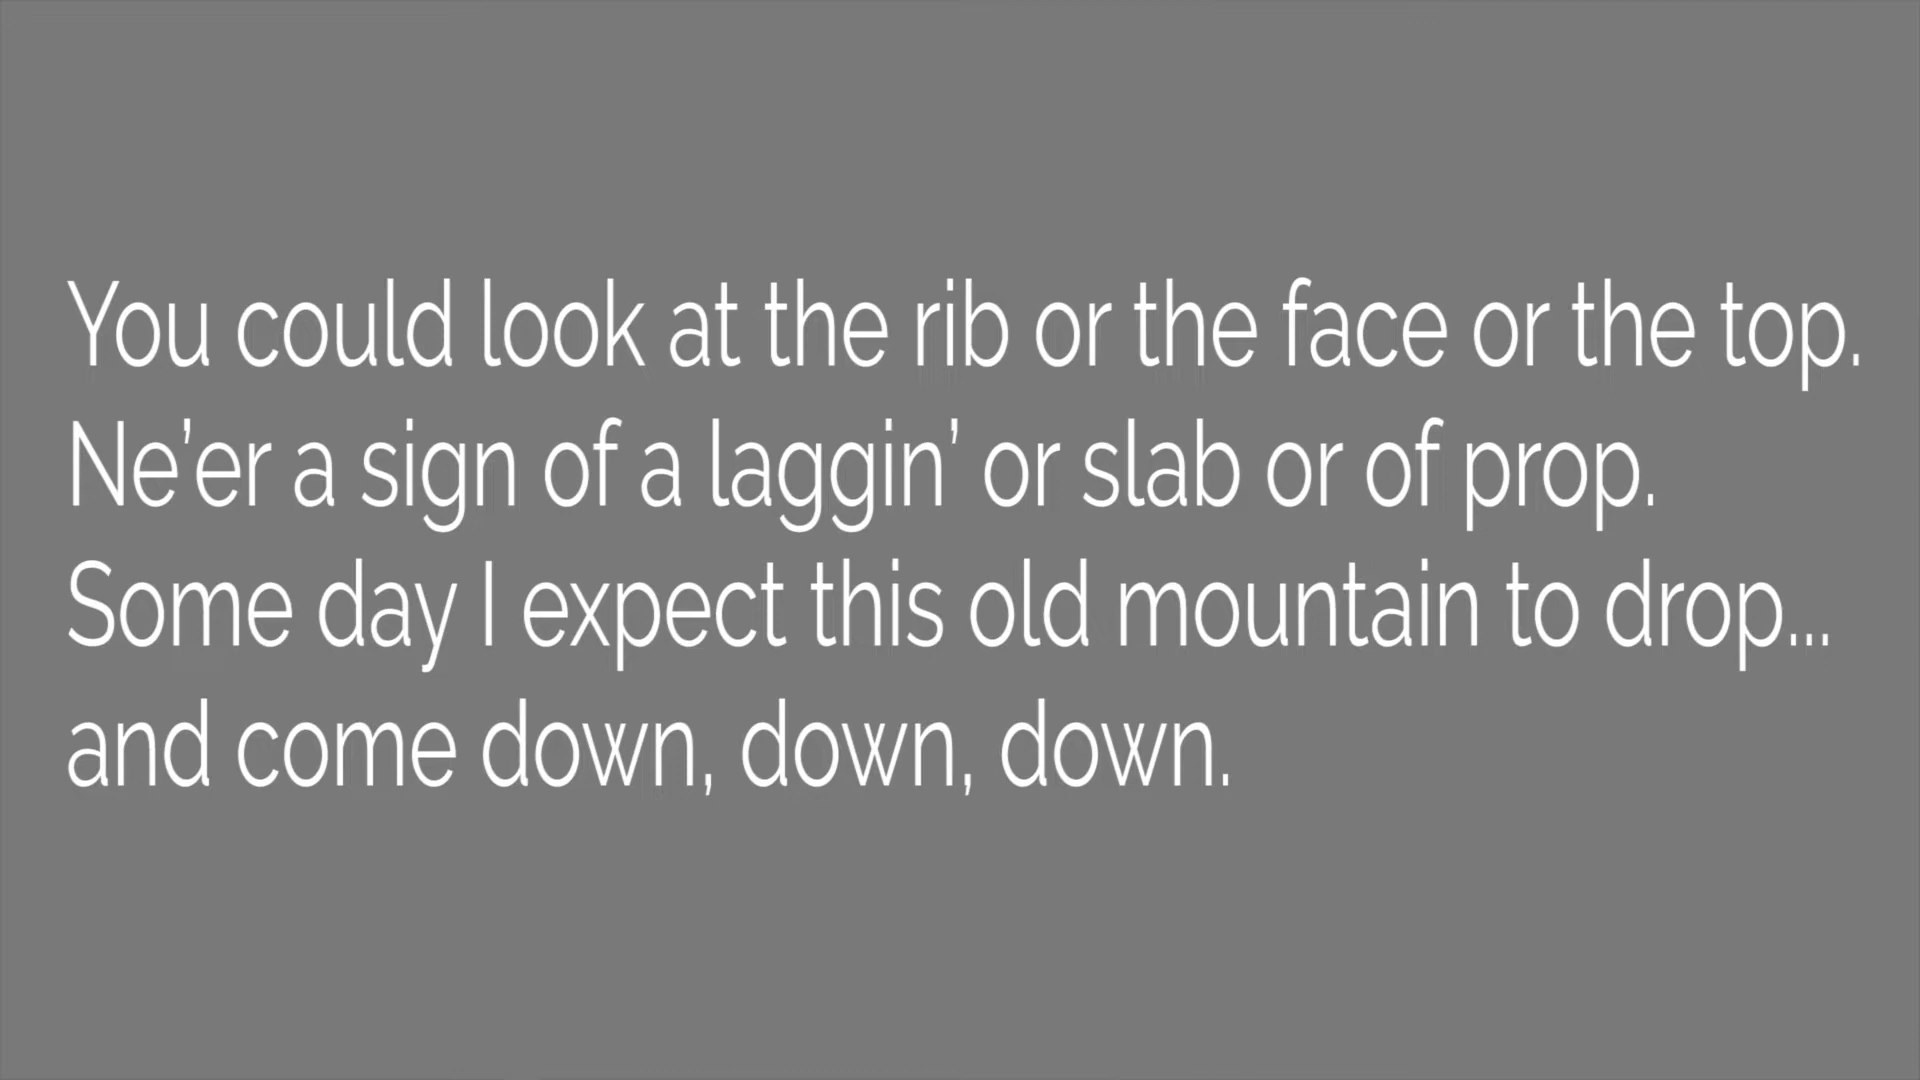 You could look at the rib or the face or the top.
Ne’er a sign of a laggin’ or slab or of prop.
Some day I expect this old mountain to drop...
and come down, down, down.